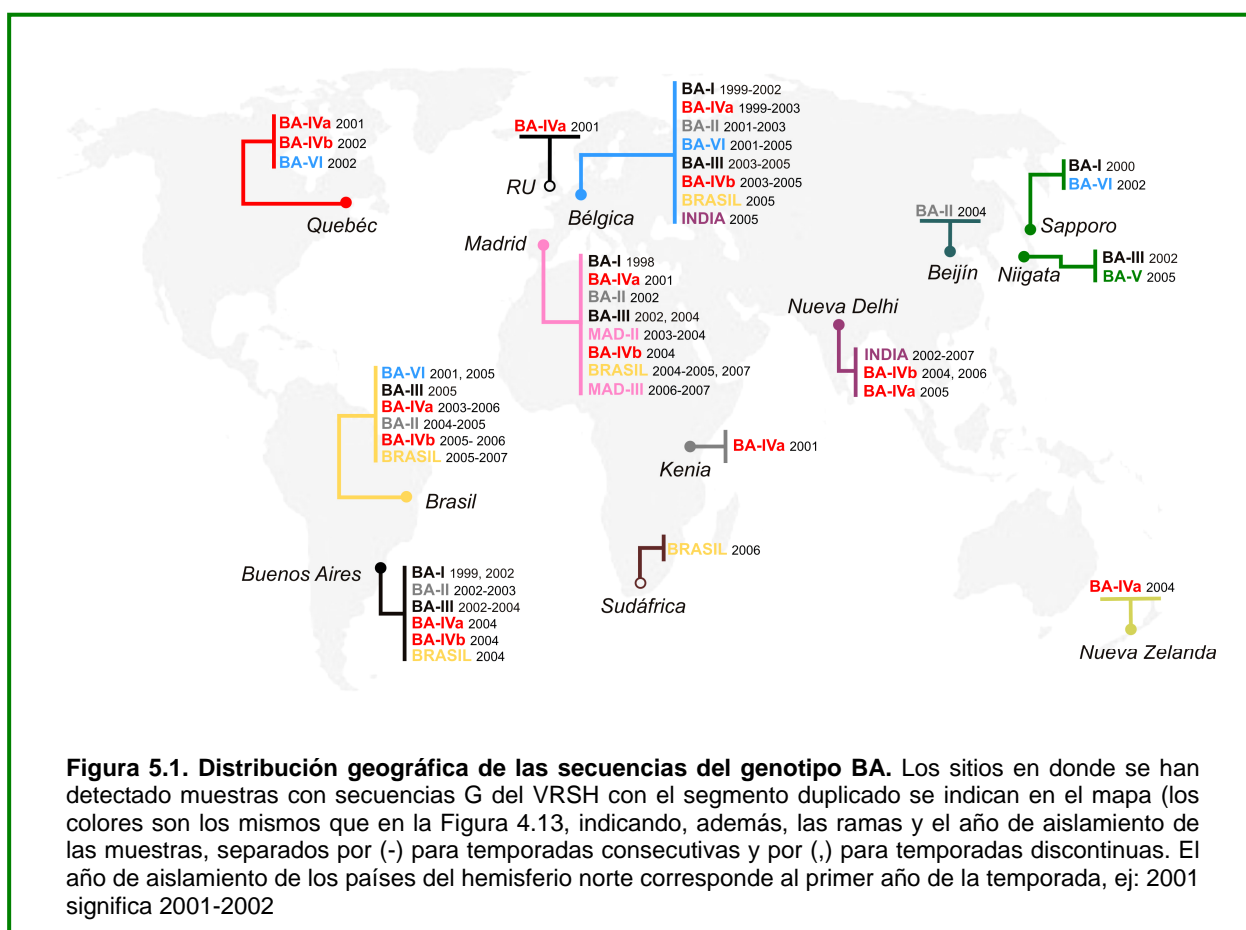 BA-IVa 2001
BA-IVb 2002
BA-VI 2002
Quebéc
BA-IVa 2001
RU
BA-I 1999-2002
BA-IVa 1999-2003
BA-II 2001-2003
BA-VI 2001-2005
BA-III 2003-2005
BA-IVb 2003-2005
BRASIL 2005
INDIA 2005
Bélgica
Madrid
BA-I 1998
BA-IVa 2001
BA-II 2002
BA-III 2002, 2004
MAD-II 2003-2004
BA-IVb 2004
BRASIL 2004-2005, 2007
MAD-III 2006-2007
BA-II 2004
Beijín
BA-I 2000
BA-VI 2002
Sapporo
BA-III 2002
BA-V 2005
Niigata
Nueva Delhi
INDIA 2002-2007
BA-IVb 2004, 2006
BA-IVa 2005
BA-VI 2001, 2005
BA-III 2005
BA-IVa 2003-2006
BA-II 2004-2005
BA-IVb 2005- 2006
BRASIL 2005-2007
Brasil
BA-IVa 2001
Kenia
Buenos Aires
BA-I 1999, 2002
BA-II 2002-2003
BA-III 2002-2004
BA-IVa 2004
BA-IVb 2004
BRASIL 2004
BRASIL 2006
Sudáfrica
BA-IVa 2004
Nueva Zelanda
Figura 5.1. Distribución geográfica de las secuencias del genotipo BA. Los sitios en donde se han
detectado muestras con secuencias G del VRSH con el segmento duplicado se indican en el mapa (los
colores son los mismos que en la Figura 4.13, indicando, además, las ramas y el año de aislamiento de
las muestras, separados por (-) para temporadas consecutivas y por (,) para temporadas discontinuas. El
año de aislamiento de los países del hemisferio norte corresponde al primer año de la temporada, ej: 2001
significa 2001-2002